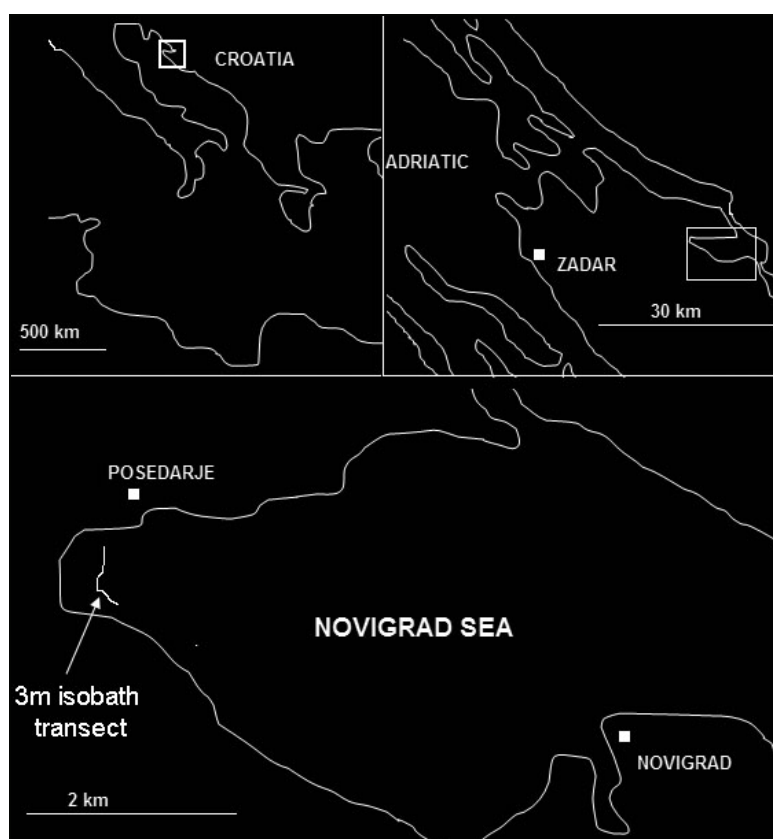 CROATIA
500 km
ADRIATIC
ZADAR
30 km
POSEDARJE
NOVIGRAD SEA
3m isobath
transect
NOVIGRAD
2 km